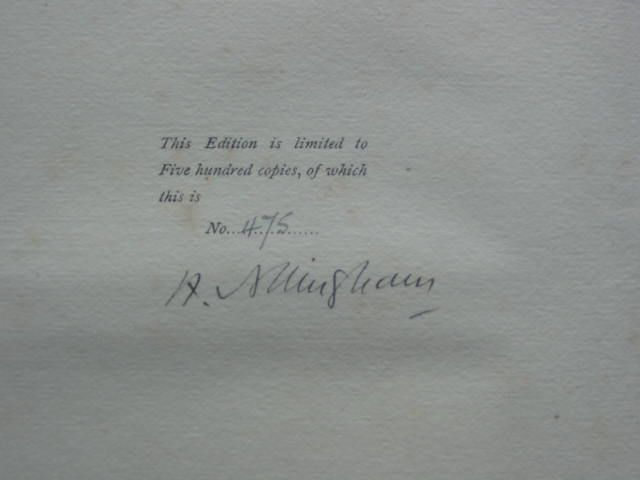 This Edition is limited to
Five hundred copies, of which
this is
No...475......
H. Allingham